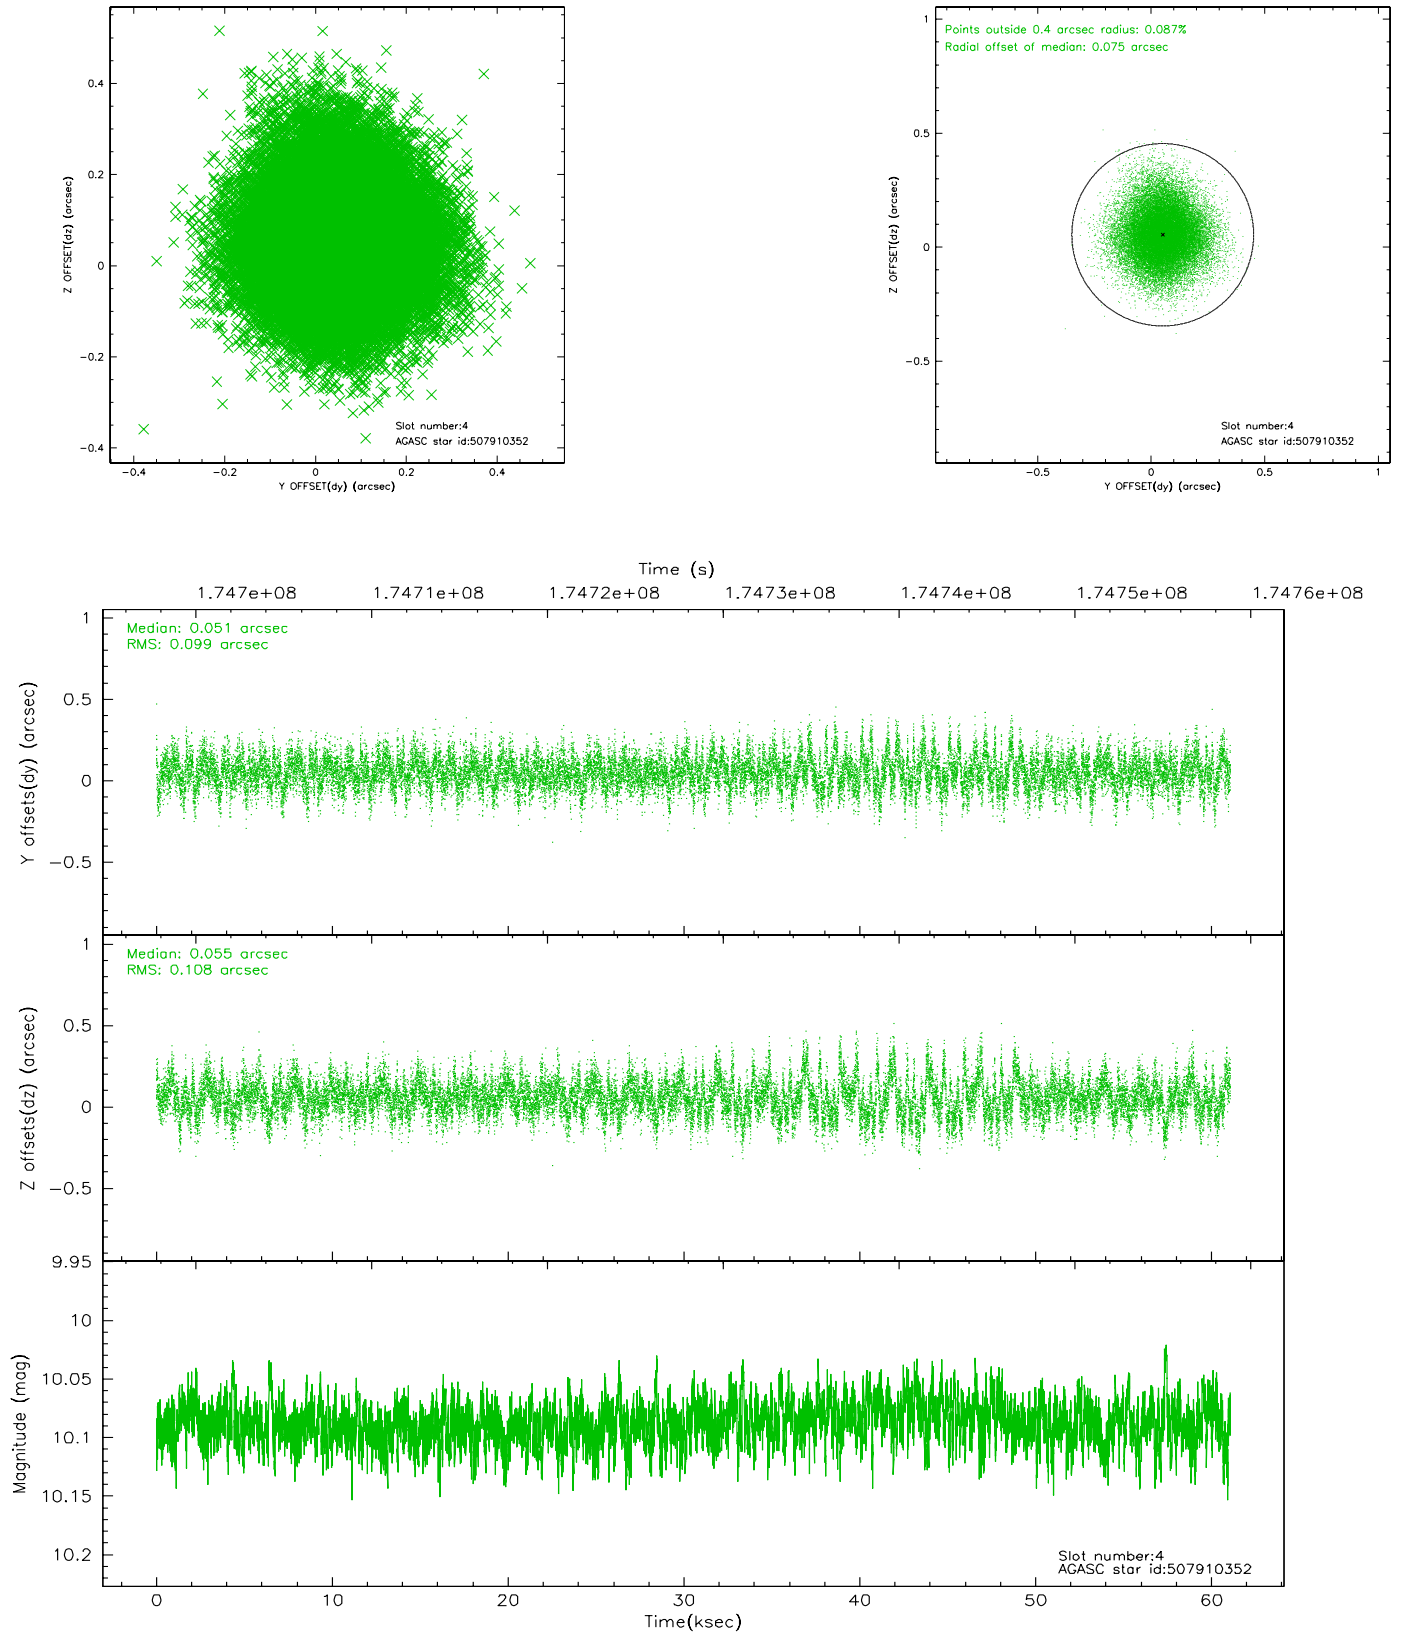 0.4
0.2
0
−0.2
−0.4
Z OFFSET(dz) (arcsec)
−0.4
−0.2
0
0.2
0.4
Y OFFSET(dy) (arcsec)
Slot number:4
AGASC star id:507910352
Points outside 0.4 arcsec radius: 0.087%
Radial offset of median: 0.075 arcsec
1
0.5
0
−0.5
Z OFFSET(dz) (arcsec)
−0.5
0
0.5
1
Y OFFSET(dy) (arcsec)
Slot number:4
AGASC star id:507910352
Time (s)
1.747e+08
1.7471e+08
1.7472e+08
1.7473e+08
1.7474e+08
1.7475e+08
1.7476e+08
Median: 0.051 arcsec
RMS: 0.099 arcsec
1
0.5
0
−0.5
Y offsets(dy) (arcsec)
Median: 0.055 arcsec
RMS: 0.108 arcsec
1
0.5
0
−0.5
Z offsets(dz) (arcsec)
9.95
10
10.05
10.1
10.15
10.2
Magnitude (mag)
Slot number:4
AGASC star id:507910352
0
10
20
30
40
50
60
Time(ksec)